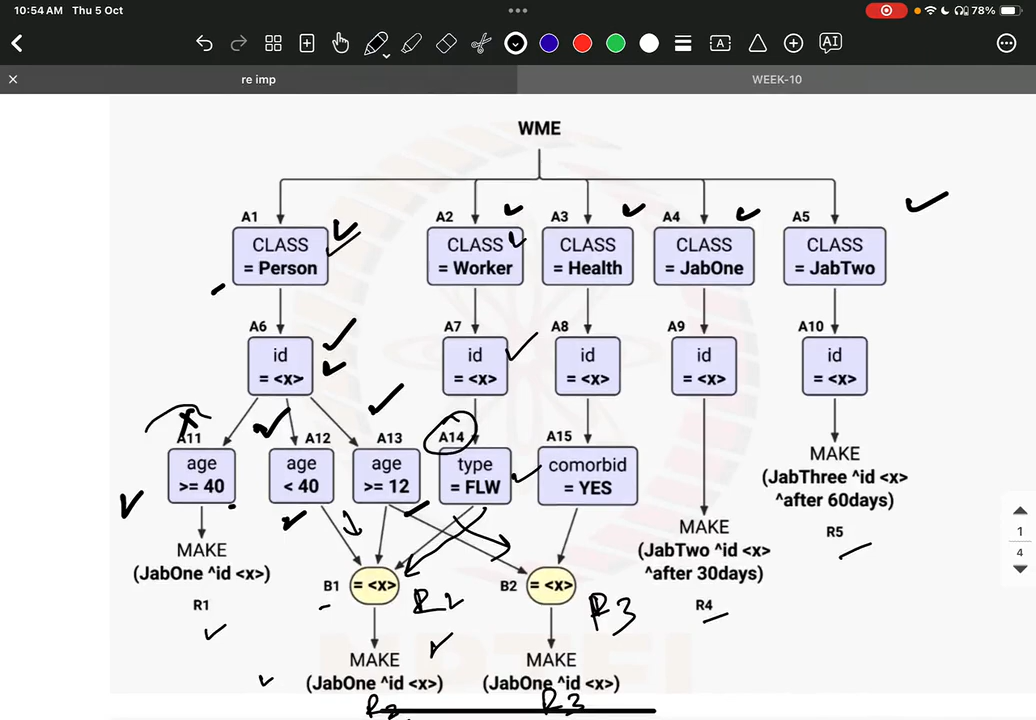 10:54 AM Thu 5 Oct
78%
A
AI
re imp
WEEK-10
WME
A1
A2
A3
A4
A5
CLASS
= Person
CLASS
= Worker
CLASS
= Health
CLASS
= JabOne
CLASS
= JabTwo
A6
A7
A8
A9
A10
id
= <x>
id
= <x>
id
= <x>
id
= <x>
id
= <x>
A11
A12
A13
A14
A15
age
>= 40
age
< 40
age
>= 12
type
= FLW
comorbid
= YES
MAKE
(JabThree ^id <x>
^after 60days)
R5
MAKE
(JabOne ^id <x>)
R1
B1
= <x>
R2
B2
= <x>
R3
MAKE
(JabTwo ^id <x>
^after 30days)
R4
MAKE
(JabOne ^id <x>)
R2
MAKE
(JabOne ^id <x>)
R3
1
4